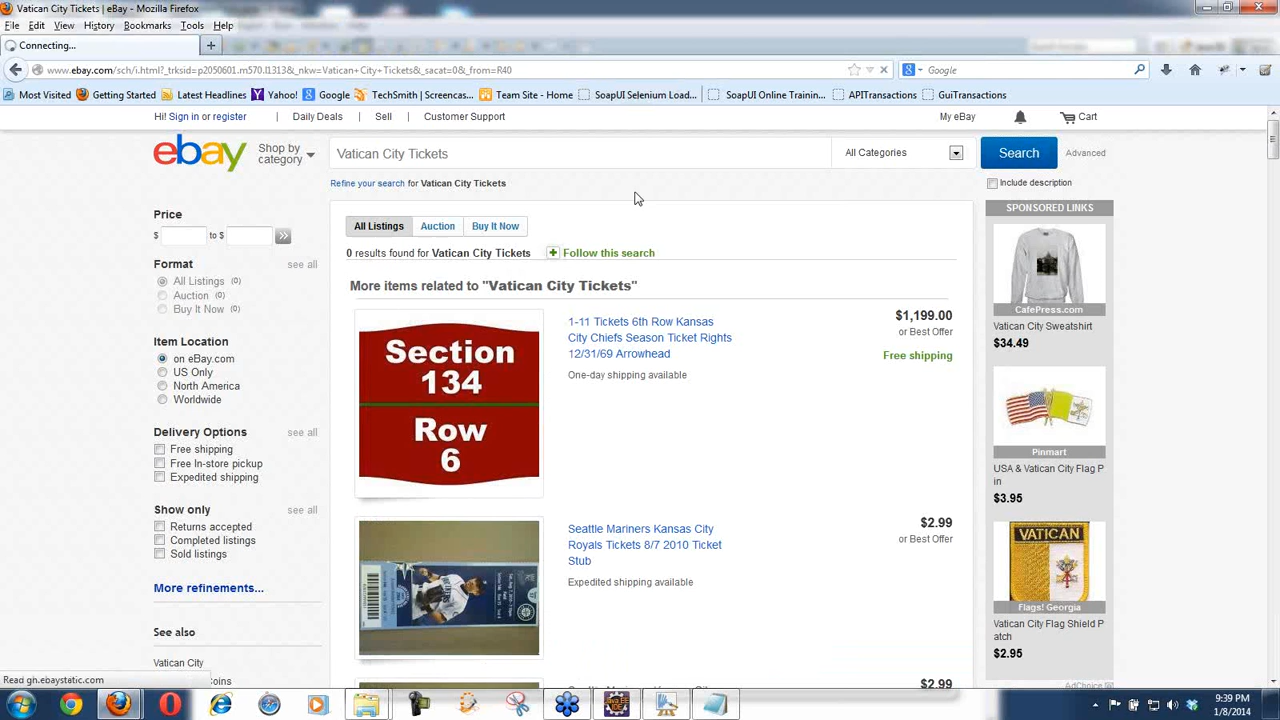 Vatican City Tickets | eBay - Mozilla Firefox
File Edit View History Bookmarks Tools Help
Connecting...
www.ebay.com/sch/i.html?_trksid=p2050601.m570.l1313&_nkw=Vatican+City+Tickets&_sacat=0&_from=R40
Google
Most Visited Getting Started Latest Headlines Yahoo! Google TechSmith | Screencas... Team Site - Home SoapUI Selenium Load... SoapUI Online Trainin... APITransactions GuiTransactions
Hi! Sign in or register Daily Deals Sell Customer Support My eBay Cart
ebay
Shop by category
Vatican City Tickets All Categories Search Advanced
Refine your search for Vatican City Tickets
Include description
Price
$ to $
Format see all
All Listings (0)
Auction (0)
Buy It Now (0)
Item Location
on eBay.com
US Only
North America
Worldwide
Delivery Options see all
Free shipping
Free In-store pickup
Expedited shipping
Show only see all
Returns accepted
Completed listings
Sold listings
More refinements...
See also
Vatican City
oins
Read gh.ebaystatic.com
All Listings Auction Buy It Now
0 results found for Vatican City Tickets Follow this search
More items related to "Vatican City Tickets"
Section
134
Row
6
1-11 Tickets 6th Row Kansas
City Chiefs Season Ticket Rights
12/31/69 Arrowhead
One-day shipping available
$1,199.00
or Best Offer
Free shipping
Seattle Mariners Kansas City
Royals Tickets 8/7 2010 Ticket
Stub
Expedited shipping available
$2.99
or Best Offer
$2.99
SPONSORED LINKS
CafePress.com
Vatican City Sweatshirt
$34.49
Pinmart
USA & Vatican City Flag P
in
$3.95
VATICAN
Flags! Georgia
Vatican City Flag Shield P
atch
$2.95
AdChoice
9:39 PM
1/8/2014